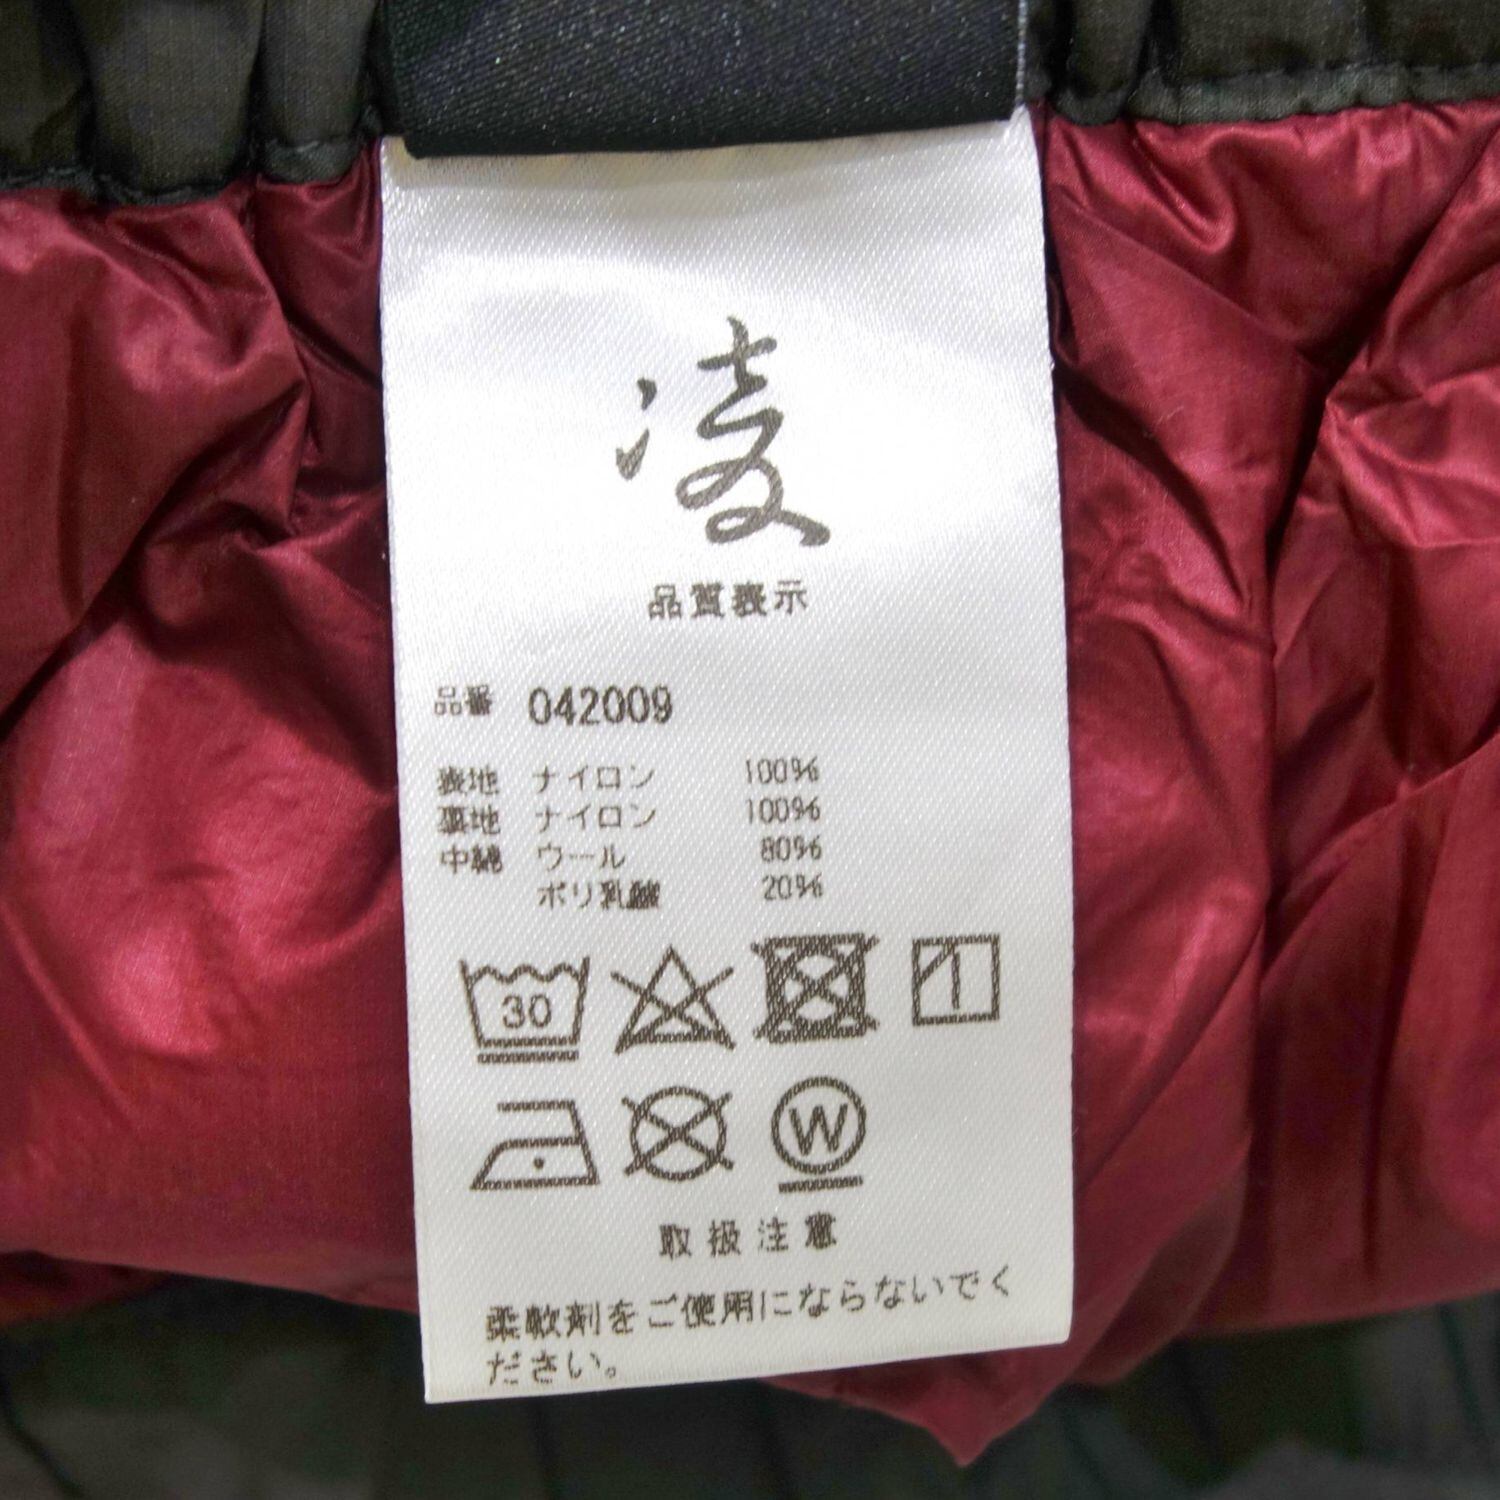 凌
品質表示
品番 042009
表地 ナイロン 100%
裏地 ナイロン 100%
中綿 ウール 80%
ポリ乳酸 20%
30
W
取扱注意
柔軟剤をご使用にならないでく
ださい。